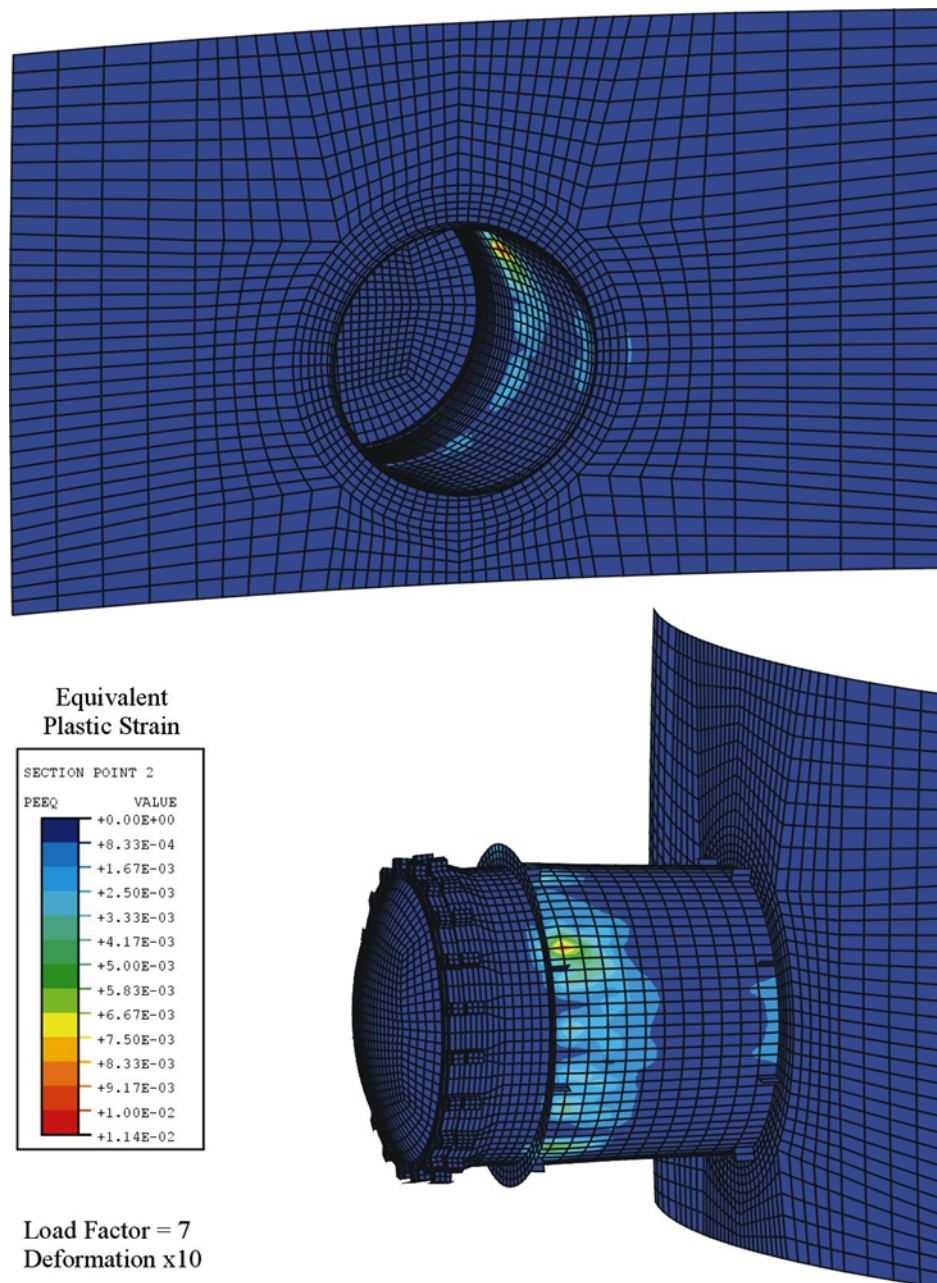 Equivalent
Plastic Strain
SECTION POINT 2
PEEQ VALUE
+0.00E+00
+8.33E-04
+1.67E-03
+2.50E-03
+3.33E-03
+4.17E-03
+5.00E-03
+5.83E-03
+6.67E-03
+7.50E-03
+8.33E-03
+9.17E-03
+1.00E-02
+1.14E-02
Load Factor = 7
Deformation x10